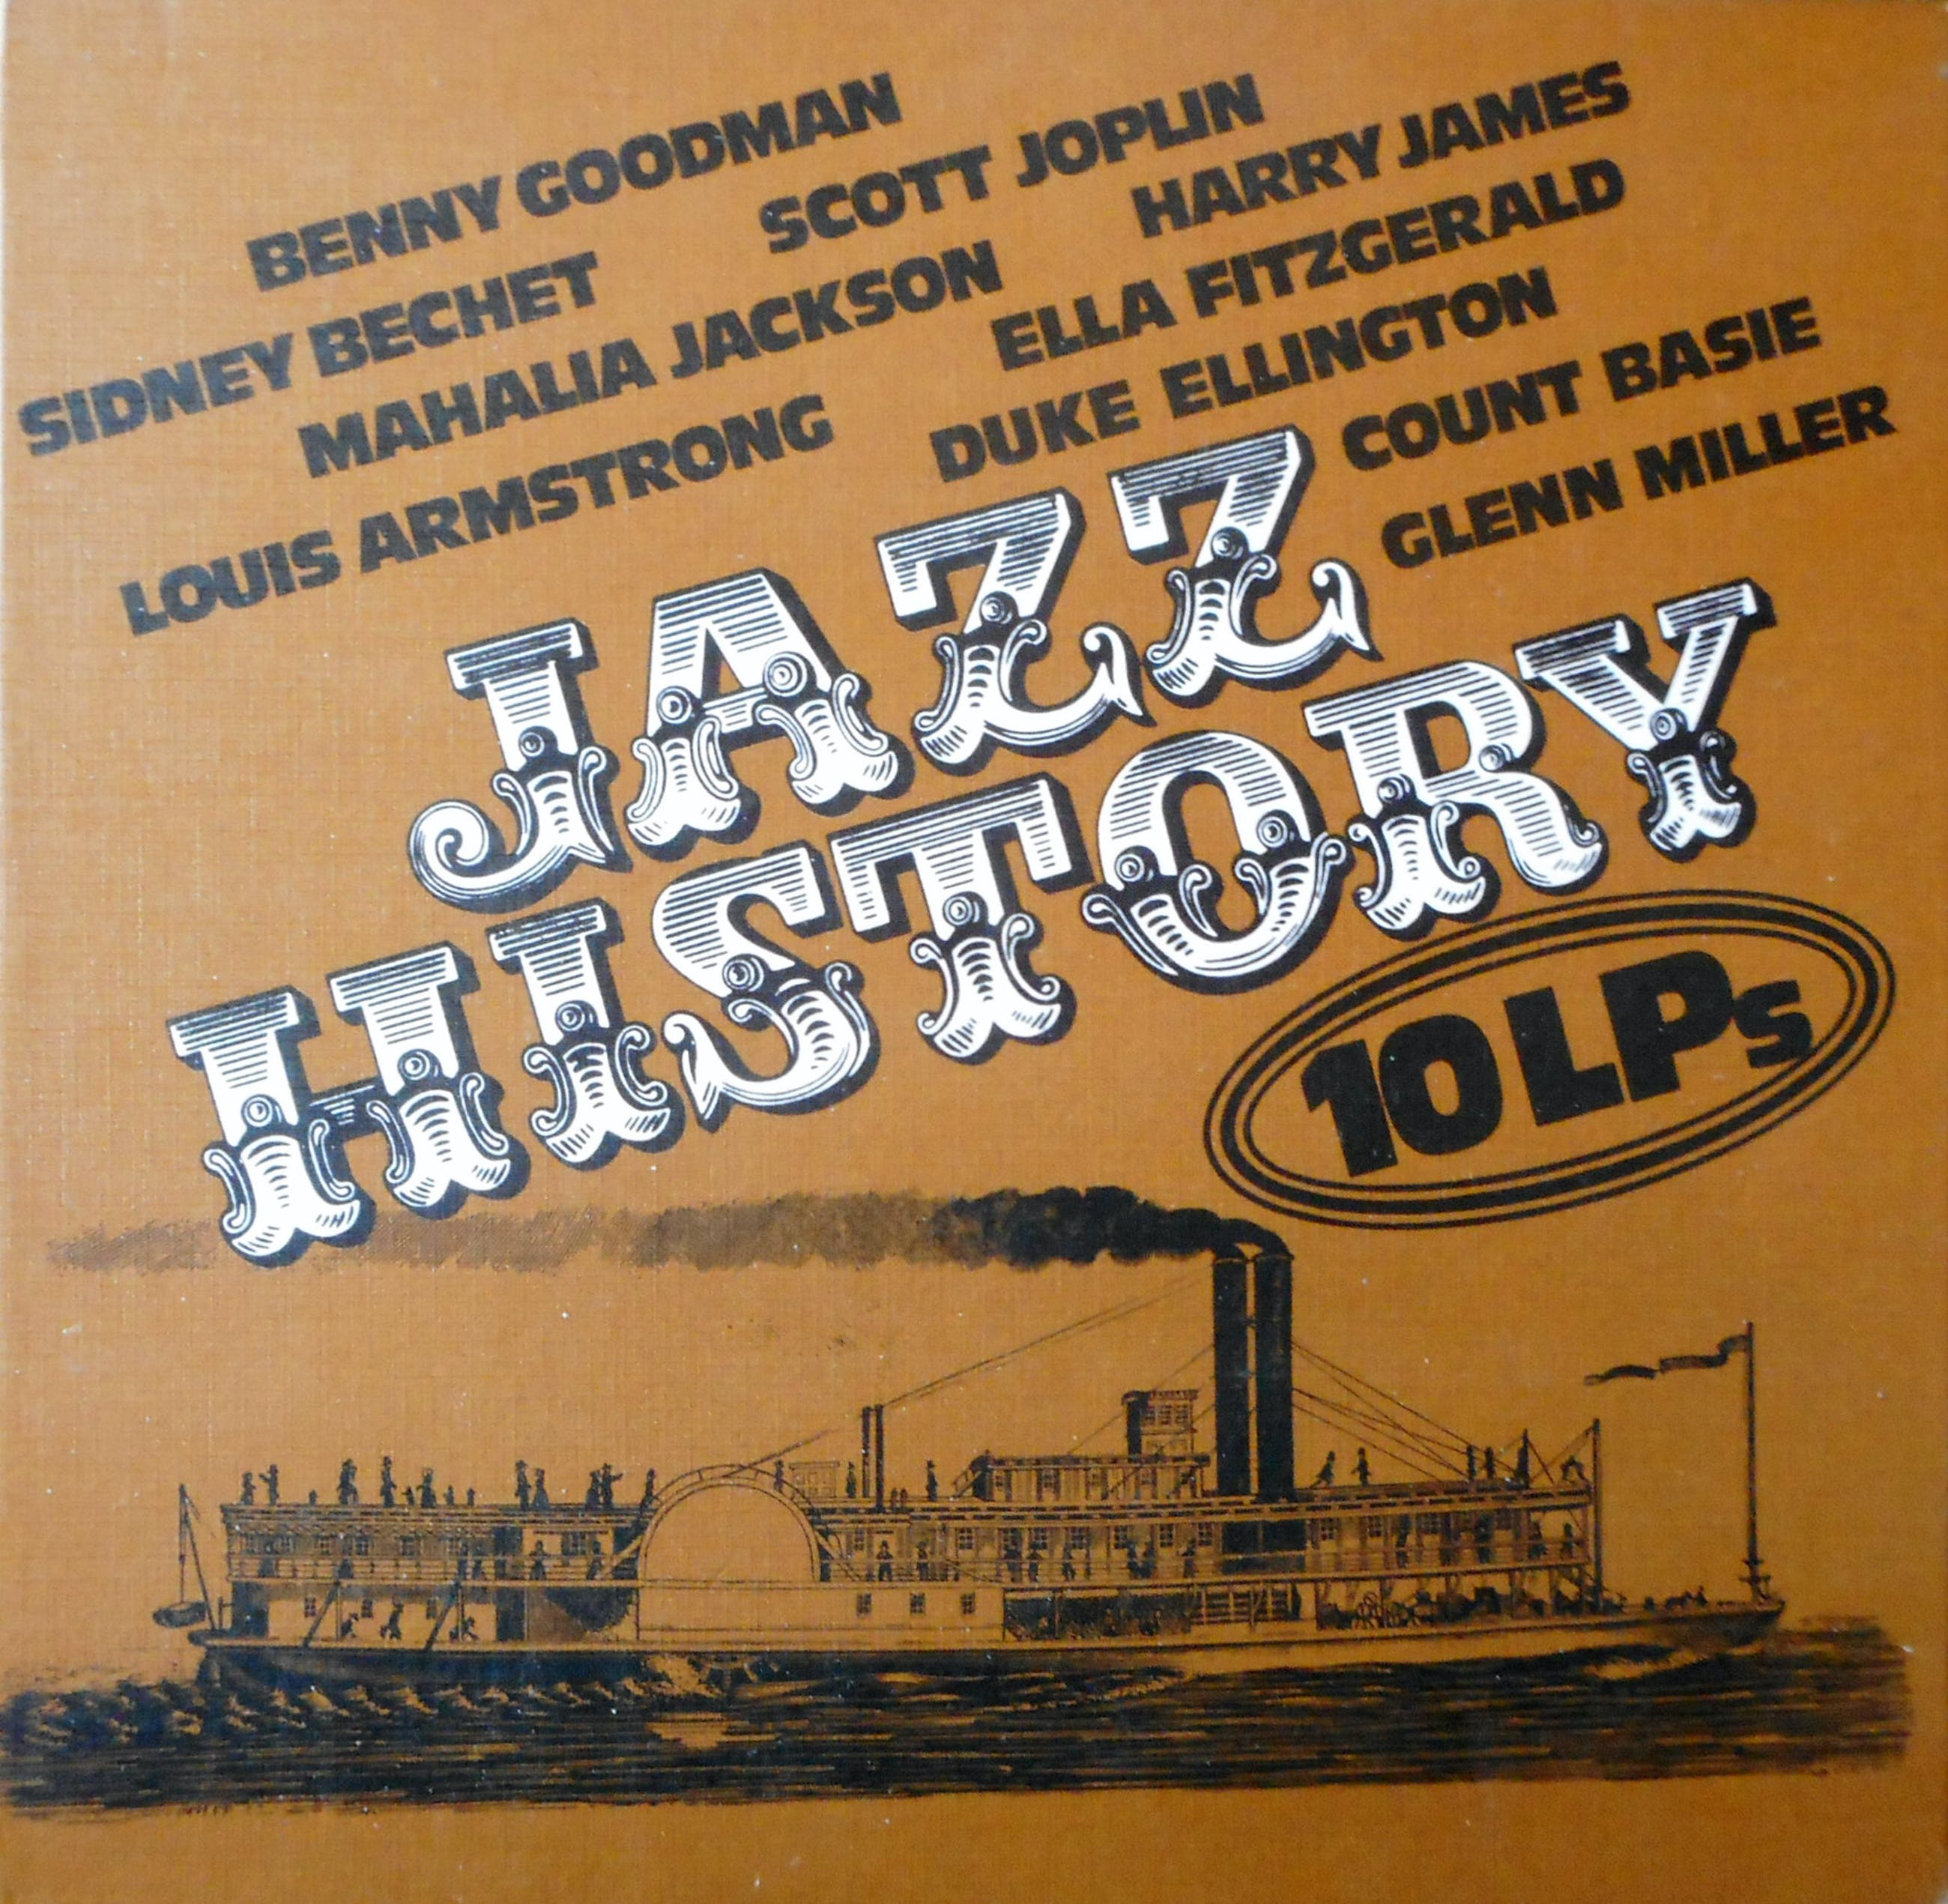 BENNY GOODMAN
SCOTT JOPLIN
HARRY JAMES
SIDNEY BECHET
MAHALIA JACKSON
ELLA FITZGERALD
LOUIS ARMSTRONG
DUKE ELLINGTON
COUNT BASIE
GLENN MILLER
JAZZ
HISTORY
10 LPs